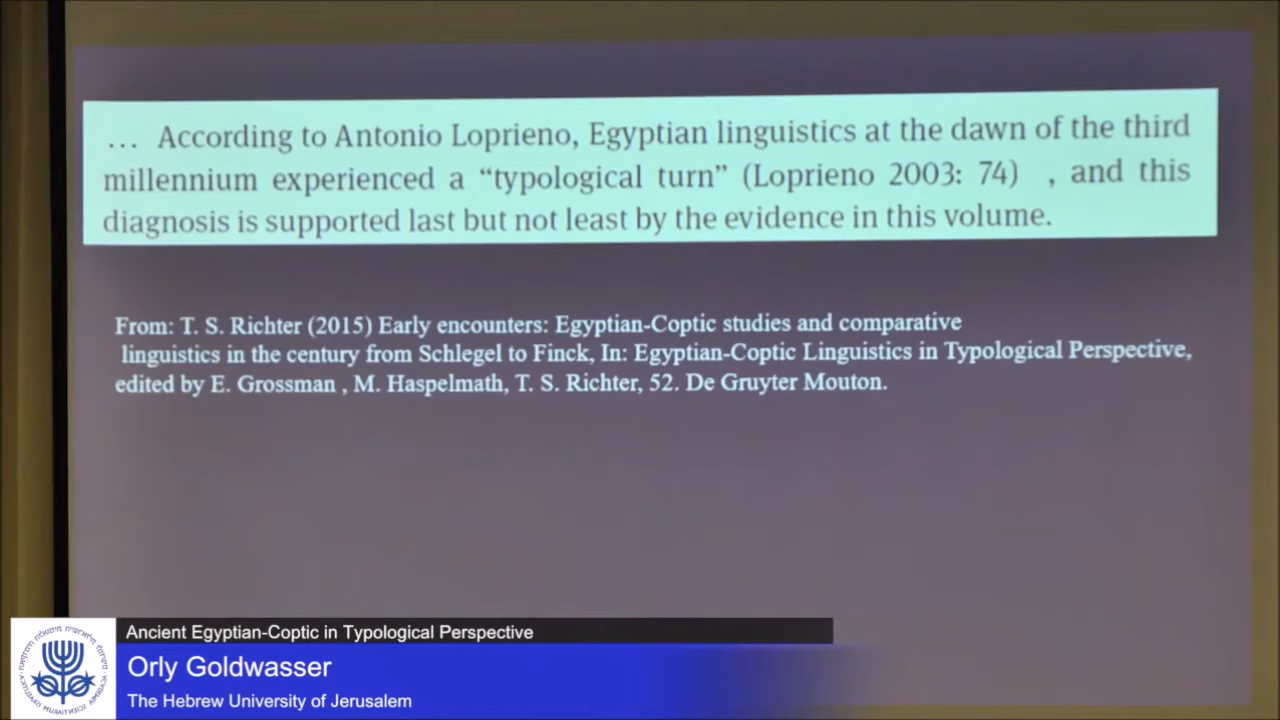 … According to Antonio Loprieno, Egyptian linguistics at the dawn of the third
millennium experienced a “typological turn” (Loprieno 2003: 74) , and this
diagnosis is supported last but not least by the evidence in this volume.
From: T. S. Richter (2015) Early encounters: Egyptian-Coptic studies and comparative
linguistics in the century from Schlegel to Finck, In: Egyptian-Coptic Linguistics in Typological Perspective,
edited by E. Grossman , M. Haspelmath, T. S. Richter, 52. De Gruyter Mouton.
Ancient Egyptian-Coptic in Typological Perspective
Orly Goldwasser
The Hebrew University of Jerusalem